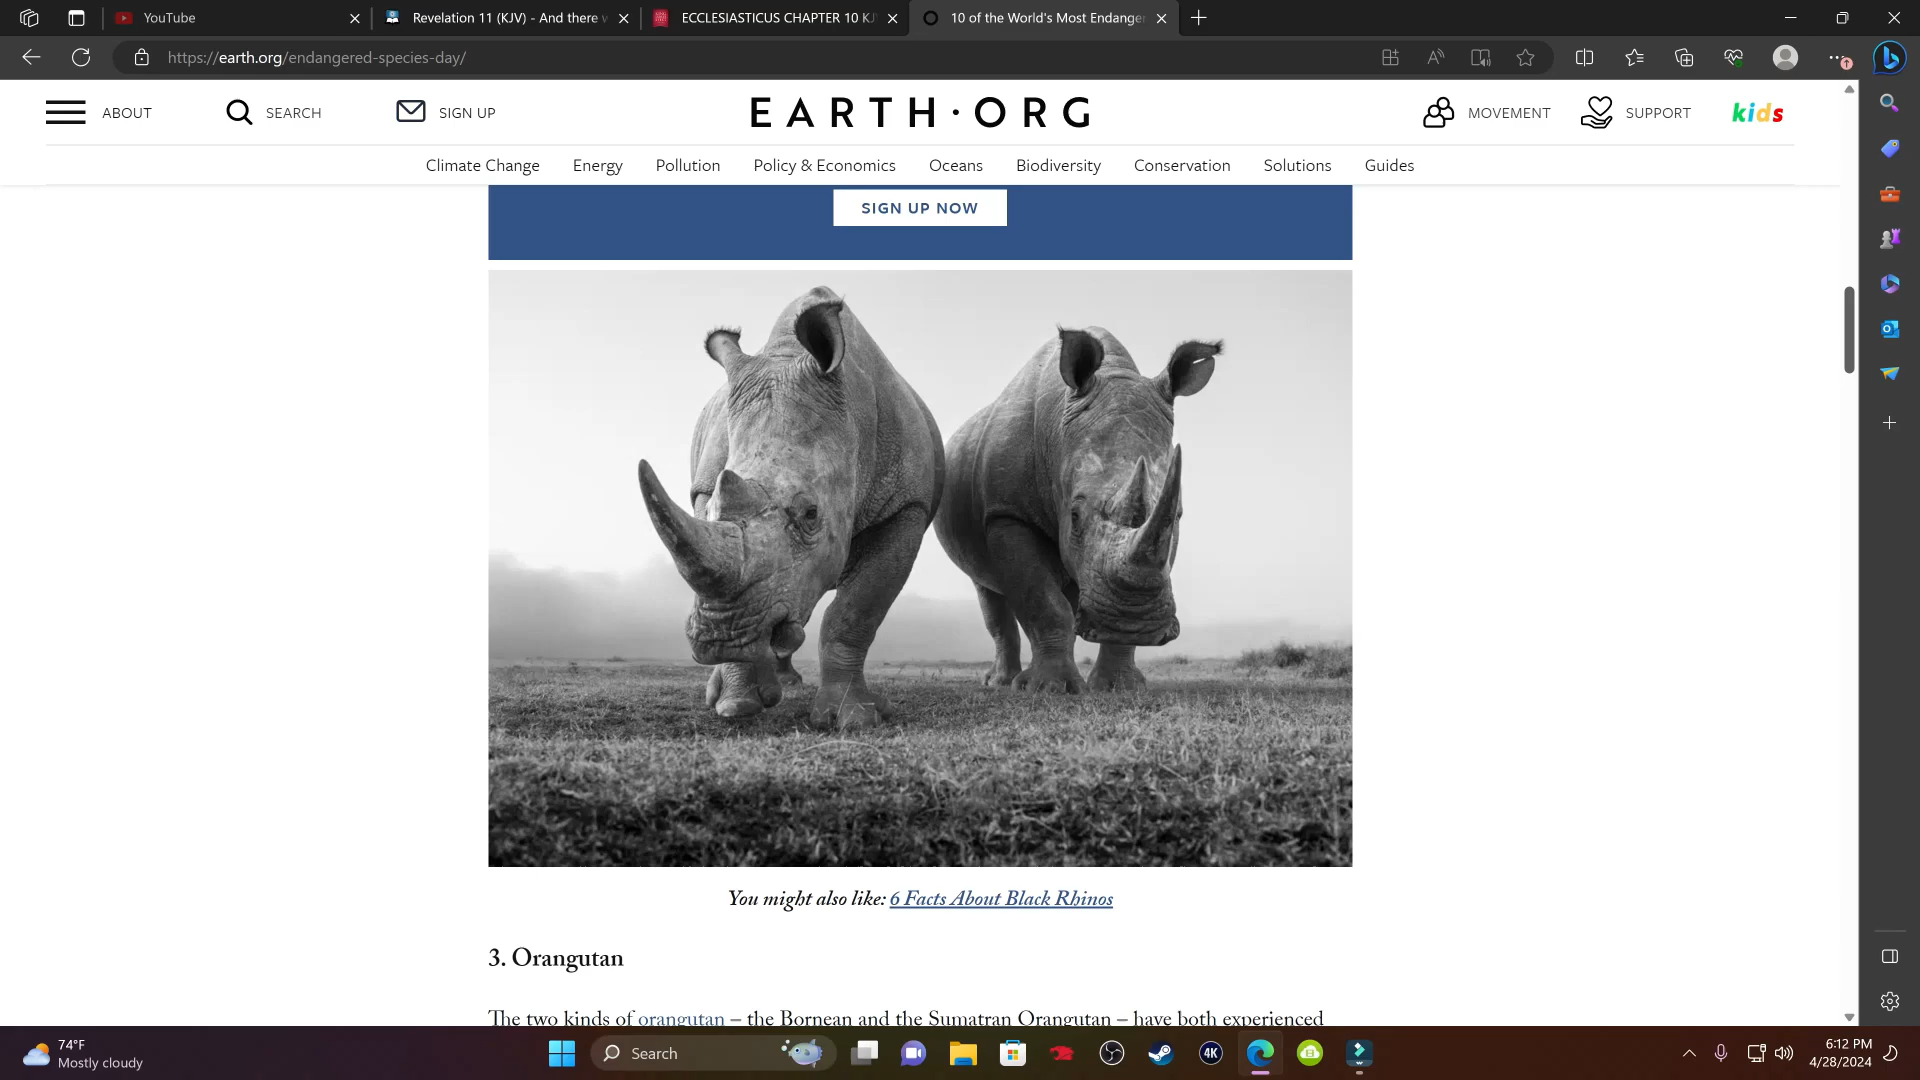 YouTube
Revelation 11 (KJV) - And there w
ECCLESIASTICUS CHAPTER 10 KJ
10 of the World's Most Endanger
https://earth.org/endangered-species-day/
ABOUT
SEARCH
SIGN UP
EARTH·ORG
MOVEMENT
SUPPORT
kids
Climate Change
Energy
Pollution
Policy & Economics
Oceans
Biodiversity
Conservation
Solutions
Guides
SIGN UP NOW
You might also like: 6 Facts About Black Rhinos
3. Orangutan
The two kinds of orangutan – the Bornean and the Sumatran Orangutan – have both experienced
74°F
Mostly cloudy
Search
4K
6:12 PM
4/28/2024